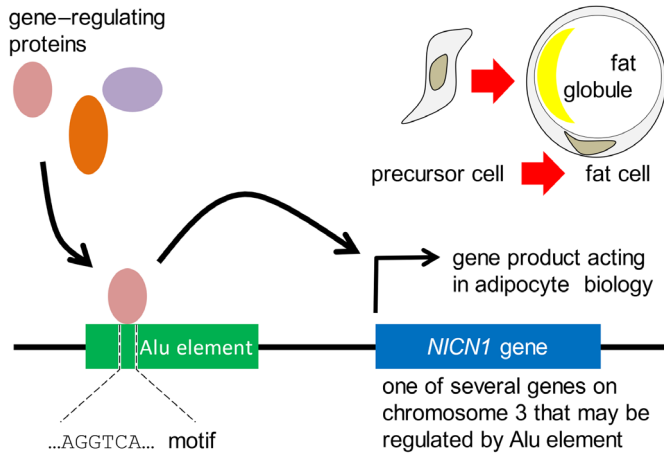 gene–regulating
proteins
fat
globule
precursor cell
fat cell
gene product acting
in adipocyte biology
Alu element
NICN1 gene
...AGGTCA... motif
one of several genes on
chromosome 3 that may be
regulated by Alu element